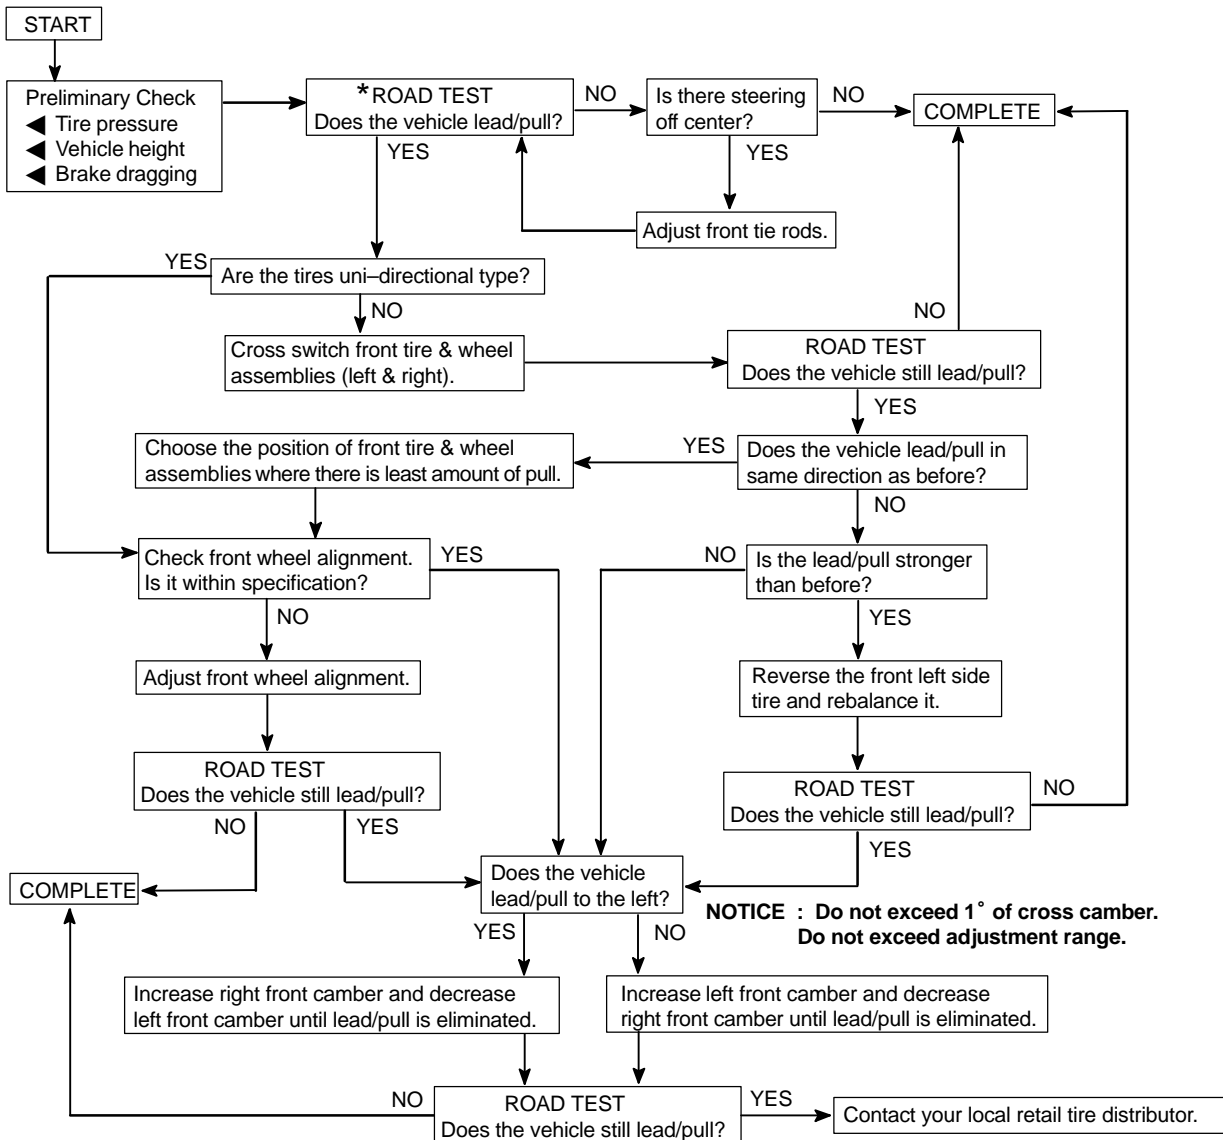 START
Preliminary Check
◀ Tire pressure
◀ Vehicle height
◀ Brake dragging
*ROAD TEST
Does the vehicle lead/pull?
NO
Is there steering
off center?
NO
COMPLETE
YES
YES
Adjust front tie rods.
YES
Are the tires uni–directional type?
NO
NO
Cross switch front tire & wheel
assemblies (left & right).
ROAD TEST
Does the vehicle still lead/pull?
YES
Choose the position of front tire & wheel
assemblies where there is least amount of pull.
YES
Does the vehicle lead/pull in
same direction as before?
NO
Check front wheel alignment.
Is it within specification?
YES
NO
Is the lead/pull stronger
than before?
NO
YES
Adjust front wheel alignment.
Reverse the front left side
tire and rebalance it.
ROAD TEST
Does the vehicle still lead/pull?
ROAD TEST
Does the vehicle still lead/pull?
NO
NO
YES
YES
COMPLETE
Does the vehicle
lead/pull to the left?
NOTICE : Do not exceed 1° of cross camber.
Do not exceed adjustment range.
YES
NO
Increase right front camber and decrease
left front camber until lead/pull is eliminated.
Increase left front camber and decrease
right front camber until lead/pull is eliminated.
NO
ROAD TEST
Does the vehicle still lead/pull?
YES
Contact your local retail tire distributor.